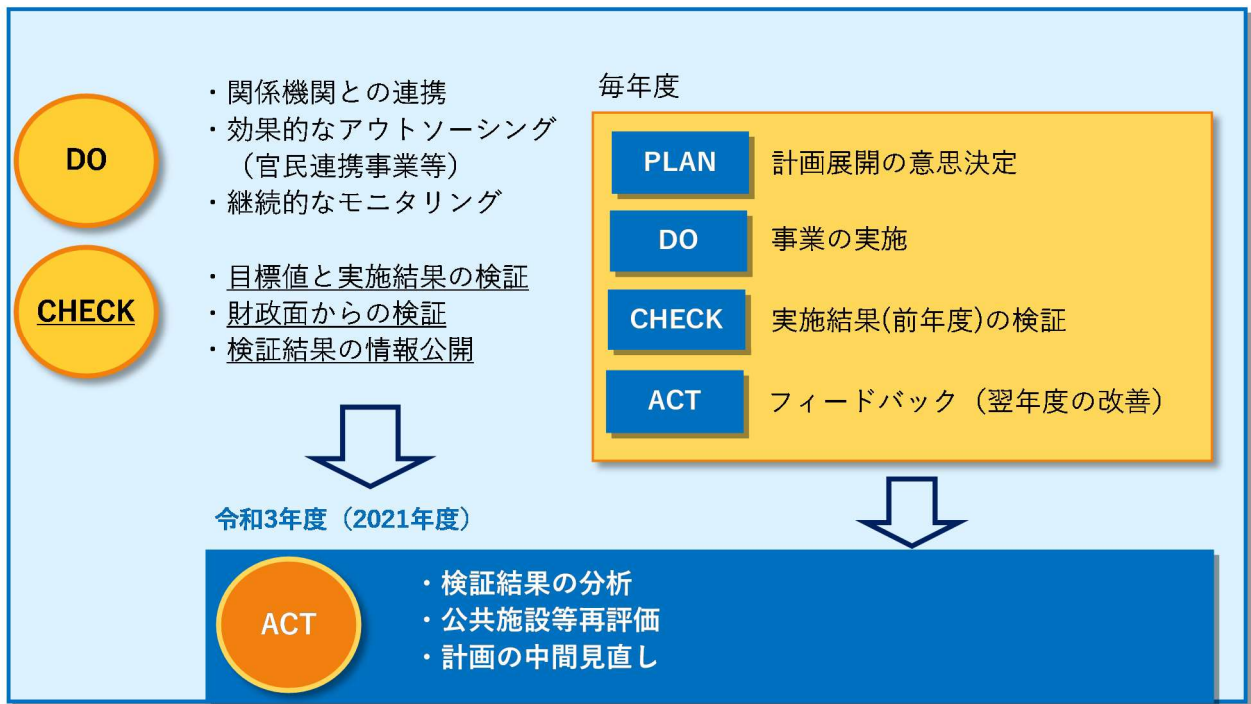 DO
・関係機関との連携
・効果的なアウトソーシング
（官民連携事業等）
・継続的なモニタリング
CHECK
・目標値と実施結果の検証
・財政面からの検証
・検証結果の情報公開
毎年度
PLAN 計画展開の意思決定
DO 事業の実施
CHECK 実施結果(前年度)の検証
ACT フィードバック（翌年度の改善）
令和3年度（2021年度）
ACT
・検証結果の分析
・公共施設等再評価
・計画の中間見直し